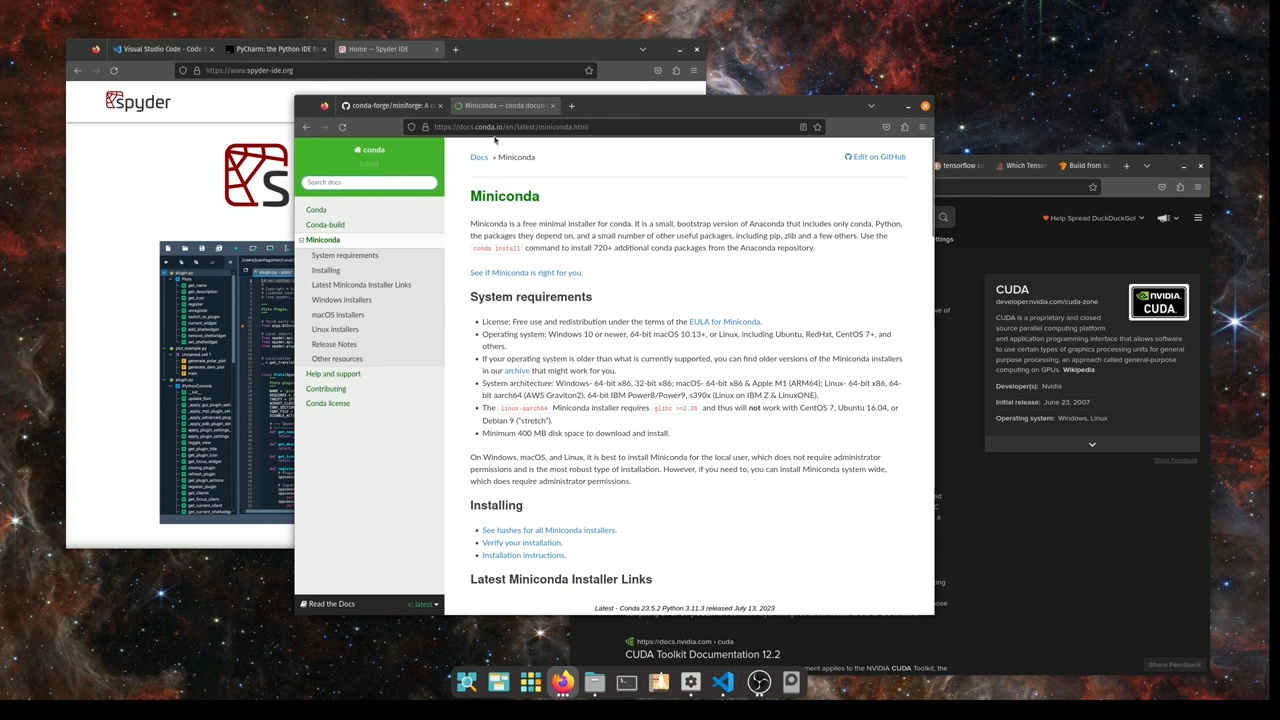 Visual Studio Code - Code E
PyCharm: the Python IDE fo
Home — Spyder IDE
https://www.spyder-ide.org
spyder
S
conda-forge/miniforge: A co
Miniconda — conda docum
https://docs.conda.io/en/latest/miniconda.html
conda
latest
Search docs
Conda
Conda-build
Miniconda
System requirements
Installing
Latest Miniconda Installer Links
Windows installers
macOS installers
Linux installers
Release Notes
Other resources
Help and support
Contributing
Conda license
Read the Docs
v: latest
Docs » Miniconda
Edit on GitHub
Miniconda
Miniconda is a free minimal installer for conda. It is a small, bootstrap version of Anaconda that includes only conda, Python,
the packages they depend on, and a small number of other useful packages, including pip, zlib and a few others. Use the
conda install command to install 720+ additional conda packages from the Anaconda repository.
See if Miniconda is right for you.
System requirements
License: Free use and redistribution under the terms of the EULA for Miniconda.
Operating system: Windows 10 or newer, 64-bit macOS 10.13+, or Linux, including Ubuntu, RedHat, CentOS 7+, and
others.
If your operating system is older than what is currently supported, you can find older versions of the Miniconda installers
in our archive that might work for you.
System architecture: Windows- 64-bit x86, 32-bit x86; macOS- 64-bit x86 & Apple M1 (ARM64); Linux- 64-bit x86, 64-
bit aarch64 (AWS Graviton2), 64-bit IBM Power8/Power9, s390x (Linux on IBM Z & LinuxONE).
The linux-aarch64 Miniconda installer requires glibc >=2.26 and thus will not work with CentOS 7, Ubuntu 16.04, or
Debian 9 (“stretch”).
Minimum 400 MB disk space to download and install.
On Windows, macOS, and Linux, it is best to install Miniconda for the local user, which does not require administrator
permissions and is the most robust type of installation. However, if you need to, you can install Miniconda system wide,
which does require administrator permissions.
Installing
See hashes for all Miniconda installers.
Verify your installation.
Installation instructions.
Latest Miniconda Installer Links
Latest - Conda 23.5.2 Python 3.11.3 released July 13, 2023
tensorflow cu
Which Tensor
Build from so
Help Spread DuckDuckGo!
ttings
CUDA
developer.nvidia.com/cuda-zone
NVIDIA
CUDA.
CUDA is a proprietary and closed
source parallel computing platform
and application programming interface that allows software
to use certain types of graphics processing units for general
purpose processing, an approach called general-purpose
computing on GPUs. Wikipedia
Developer(s): Nvidia
Initial release: June 23, 2007
Operating system: Windows, Linux
Share Feedback
https://docs.nvidia.com › cuda
CUDA Toolkit Documentation 12.2
ment applies to the NVIDIA CUDA Toolkit, the
Share Feedback